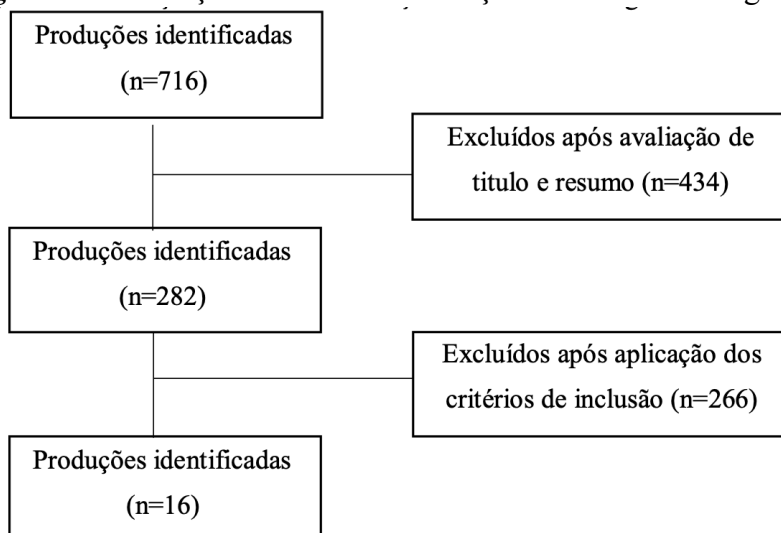 Produções identificadas
(n=716)
Excluídos após avaliação de
titulo e resumo (n=434)
Produções identificadas
(n=282)
Excluídos após aplicação dos
critérios de inclusão (n=266)
Produções identificadas
(n=16)